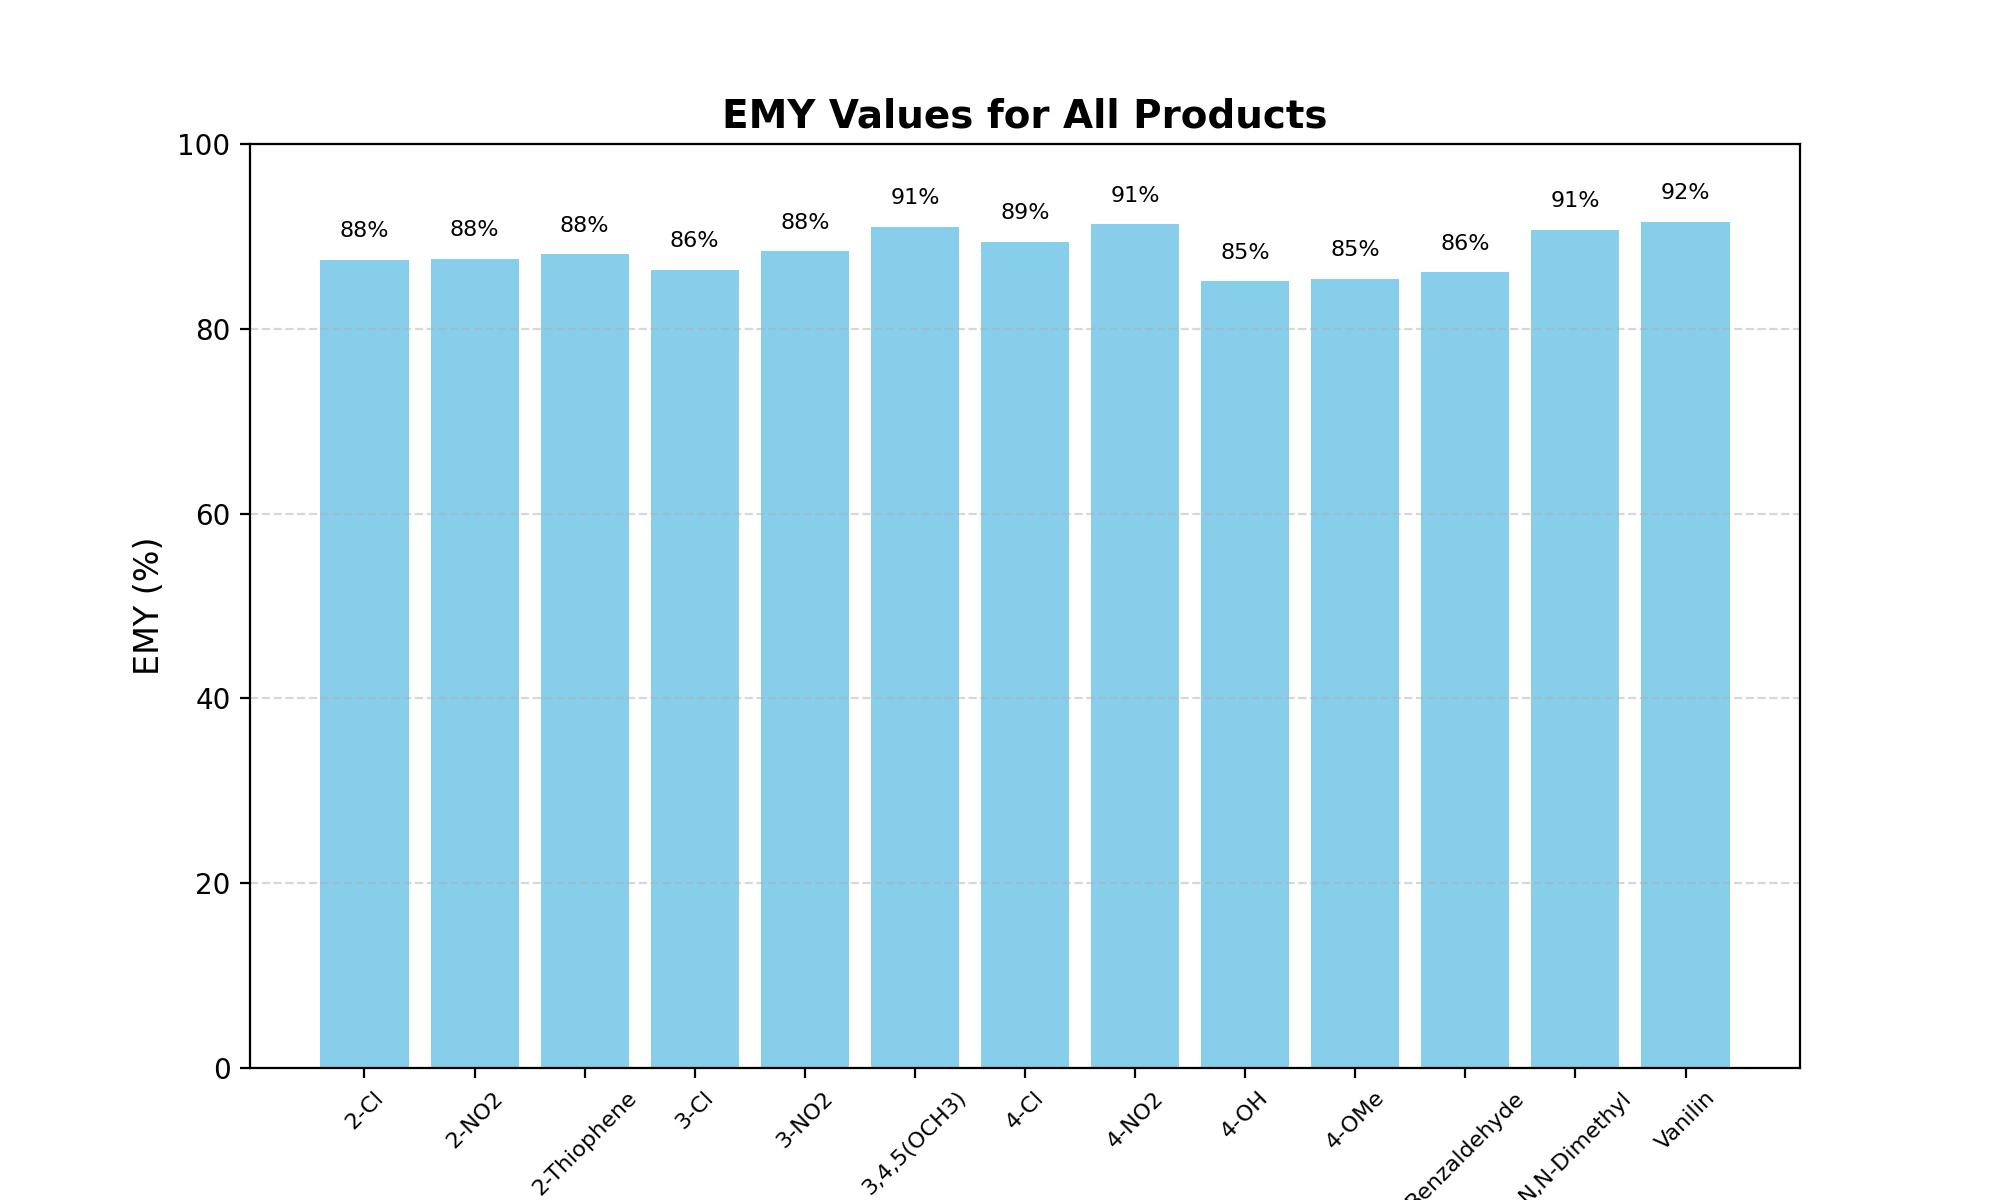 EMY Values for All Products
100
80
60
40
20
0
EMY (%)
88%
88%
88%
86%
88%
91%
89%
91%
85%
85%
86%
91%
92%
2-Cl
2-NO2
2-Thiophene
3-Cl
3-NO2
3,4,5(OCH3)
4-Cl
4-NO2
4-OH
4-OMe
Benzaldehyde
N,N-Dimethyl
Vanilin